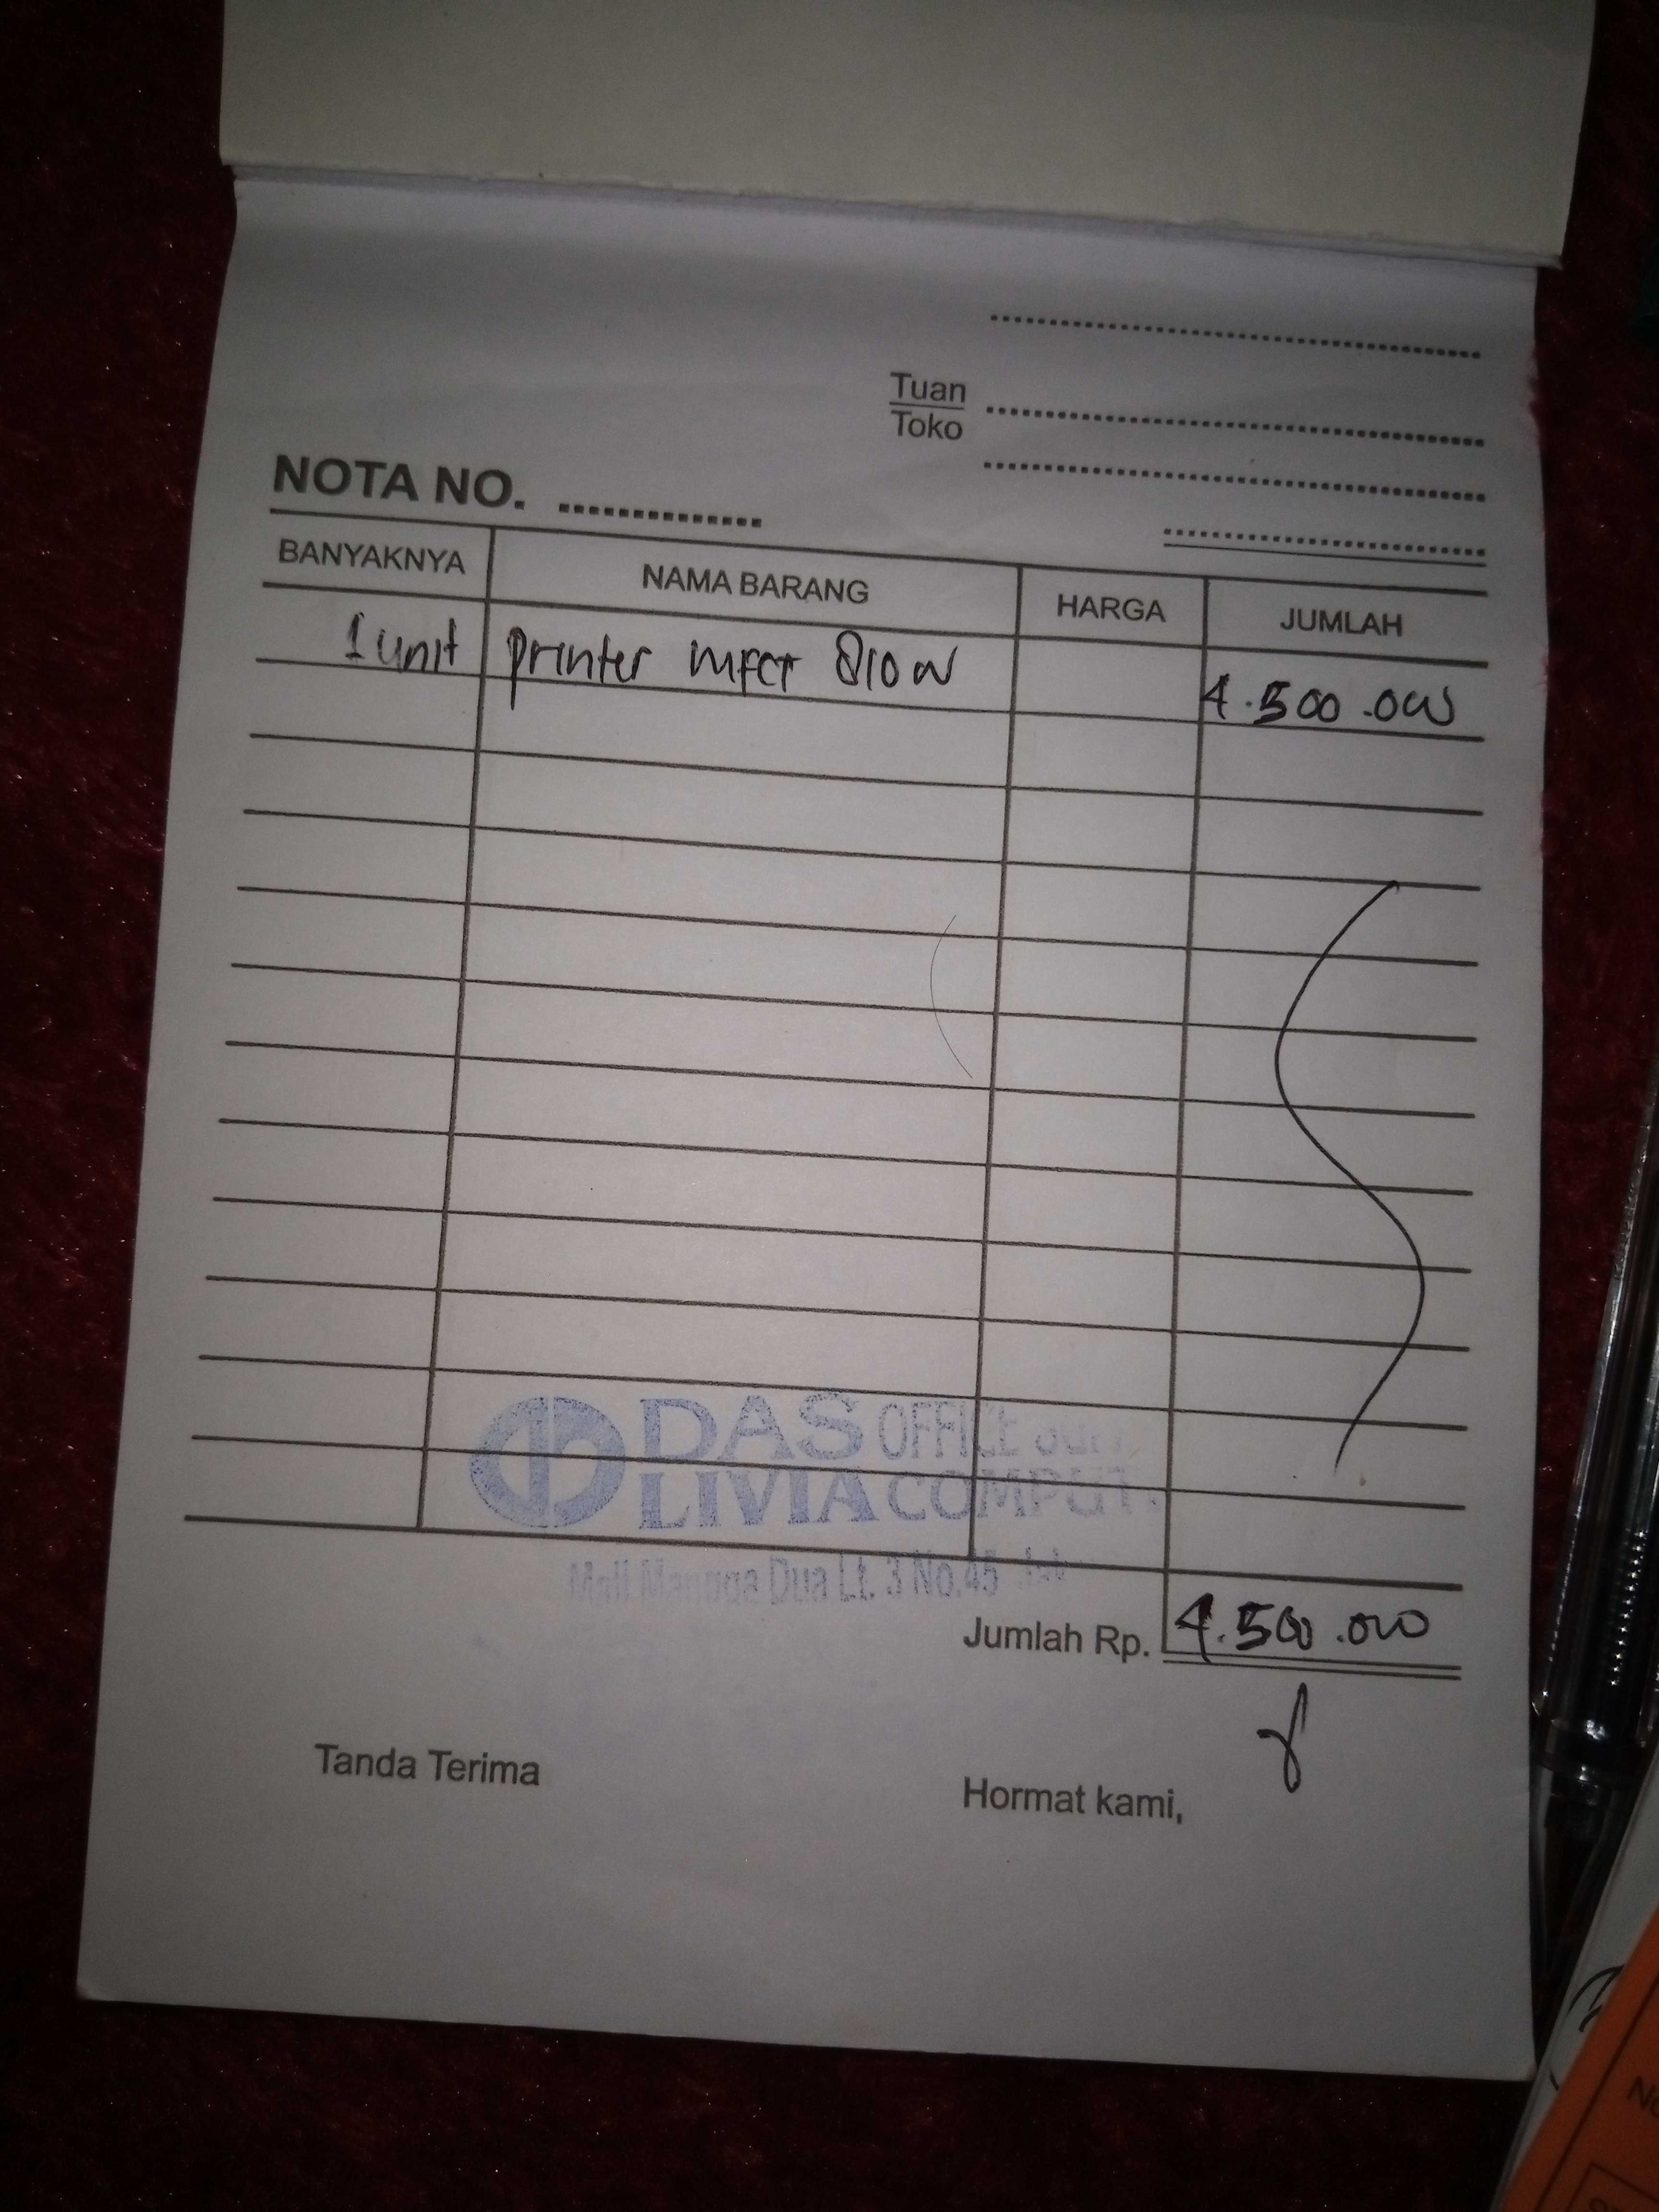 Tuan
Toko
NOTA NO. ...............
BANYAKNYA NAMA BARANG HARGA JUMLAH
1 unit printer mfct 810W 4.500.000
DAS OFFICE
LIVIA COMPUT
Mall Mangga Dua Lt. 3 No.45
Jumlah Rp. 4.500.000
Tanda Terima
Hormat kami,